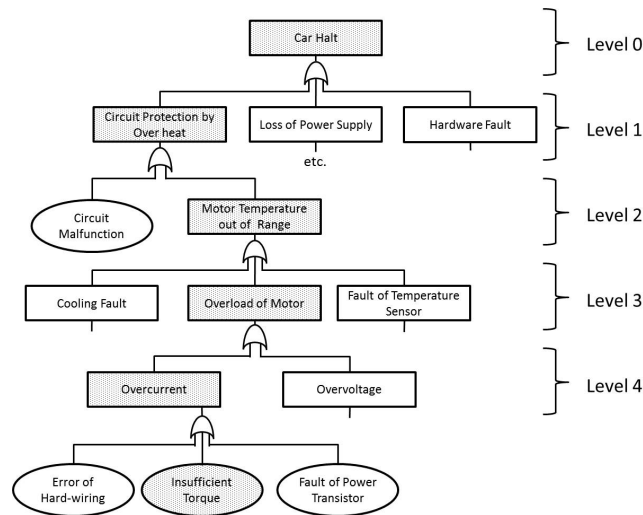 Car Halt
Level 0
Circuit Protection by
Over heat
Loss of Power Supply
Hardware Fault
Level 1
etc.
Circuit
Malfunction
Motor Temperature
out of Range
Level 2
Cooling Fault
Overload of Motor
Fault of Temperature
Sensor
Level 3
Overcurrent
Overvoltage
Level 4
Error of
Hard-wiring
Insufficient
Torque
Fault of Power
Transistor